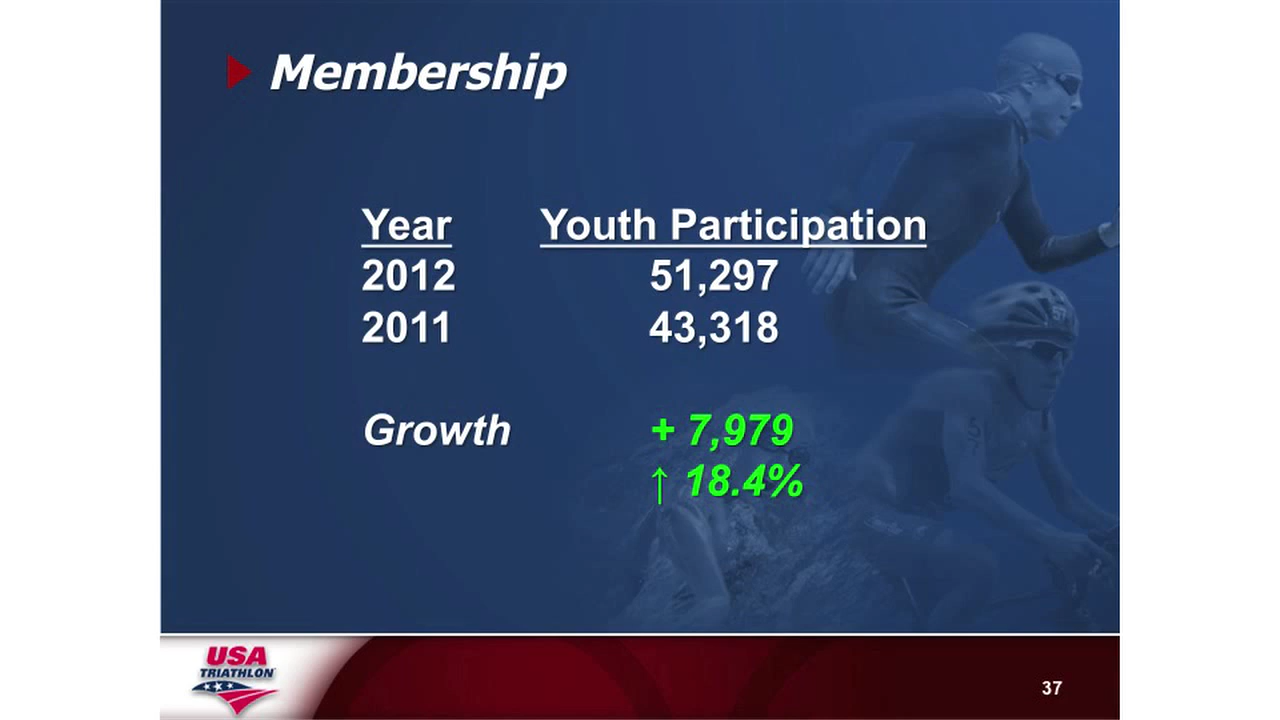 Membership
Year Youth Participation
2012 51,297
2011 43,318
Growth + 7,979
↑ 18.4%
USA
TRIATHLON
37